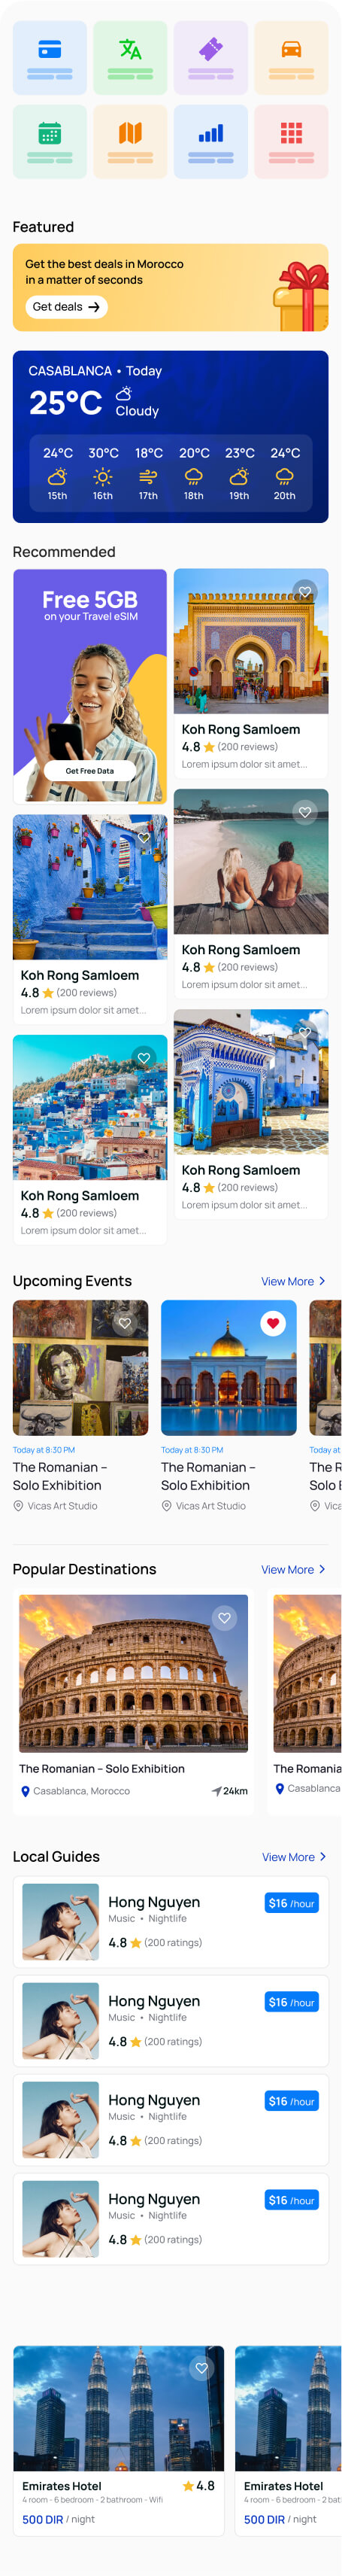 Featured
Get the best deals in Morocco
in a matter of seconds
Get deals →
CASABLANCA • Today
25°C
Cloudy
24°C 30°C 18°C 20°C 23°C 24°C
15th 16th 17th 18th 19th 20th
Recommended
Free 5GB
on your Travel eSIM
Get Free Data
Koh Rong Samloem
4.8 (200 reviews)
Lorem ipsum dolor sit amet...
Koh Rong Samloem
4.8 (200 reviews)
Lorem ipsum dolor sit amet...
Koh Rong Samloem
4.8 (200 reviews)
Lorem ipsum dolor sit amet...
Koh Rong Samloem
4.8 (200 reviews)
Lorem ipsum dolor sit amet...
Koh Rong Samloem
4.8 (200 reviews)
Lorem ipsum dolor sit amet...
Upcoming Events
View More
Today at 8:30 PM
The Romanian –
Solo Exhibition
Vicas Art Studio
Today at 8:30 PM
The Romanian –
Solo Exhibition
Vicas Art Studio
Today at
The R
Solo E
Vica
Popular Destinations
View More
The Romanian – Solo Exhibition
Casablanca, Morocco
24km
The Romania
Casablanca
Local Guides
View More
Hong Nguyen
$16 /hour
Music • Nightlife
4.8 (200 ratings)
Hong Nguyen
$16 /hour
Music • Nightlife
4.8 (200 ratings)
Hong Nguyen
$16 /hour
Music • Nightlife
4.8 (200 ratings)
Hong Nguyen
$16 /hour
Music • Nightlife
4.8 (200 ratings)
Emirates Hotel
4.8
4 room - 6 bedroom - 2 bathroom - Wifi
500 DIR / night
Emirates Hotel
4 room - 6 bedroom - 2 bat
500 DIR / night